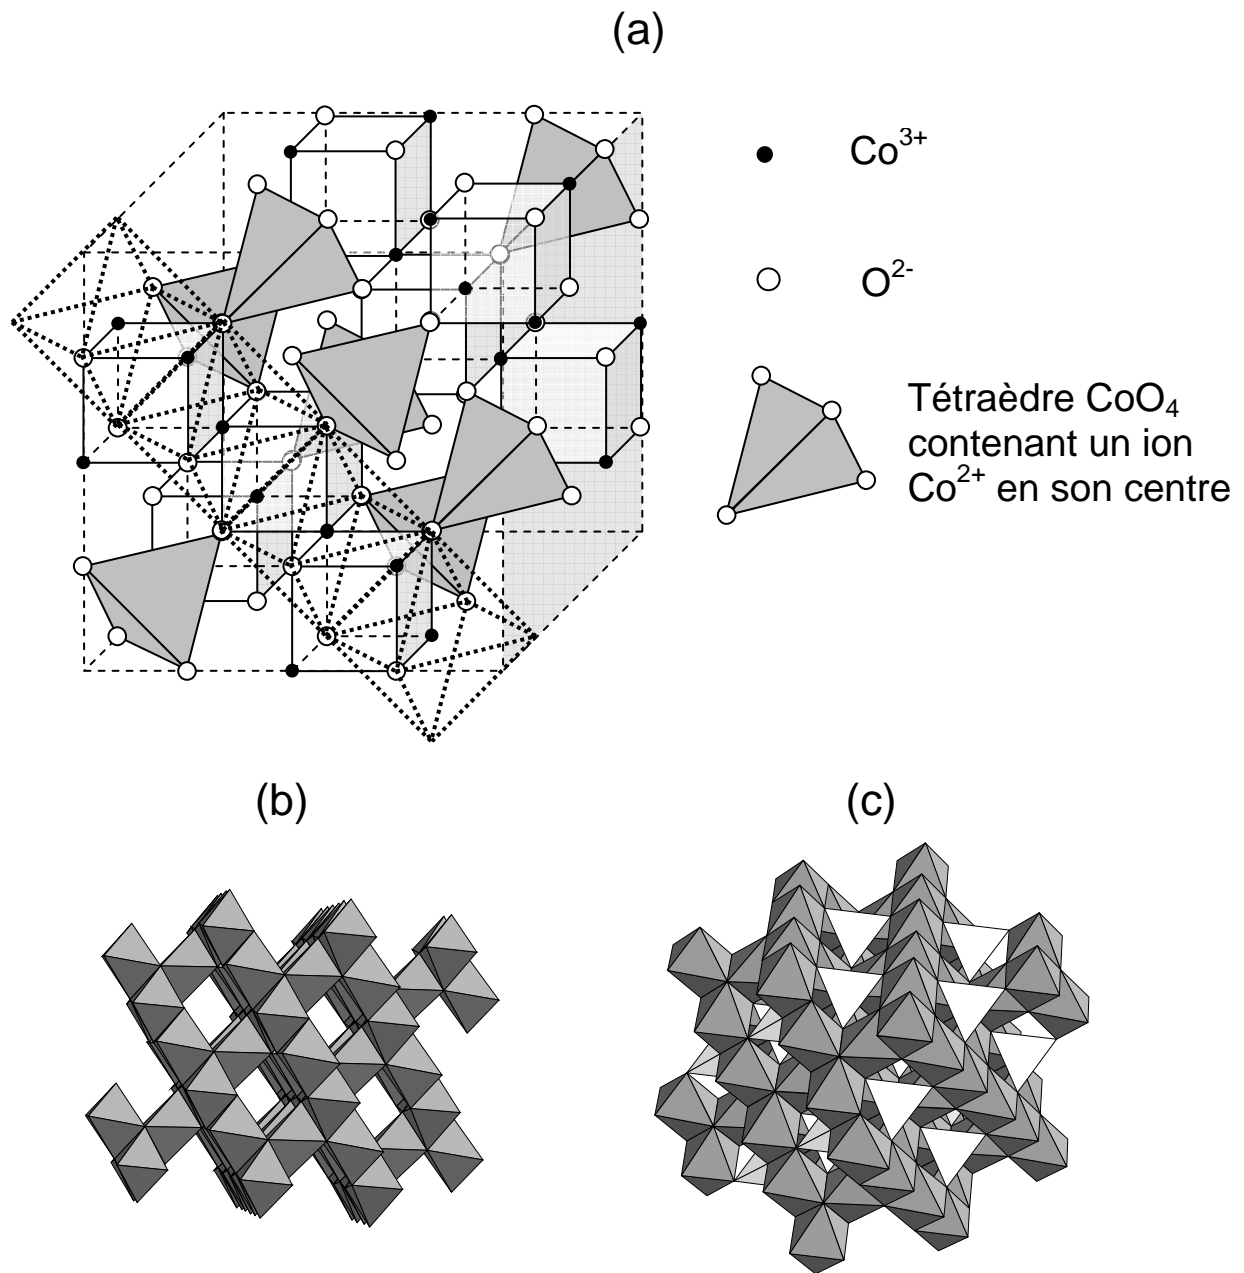 (a)
Co³⁺
O²⁻
Tétraèdre CoO₄
contenant un ion
Co²⁺ en son centre
(b) (c)